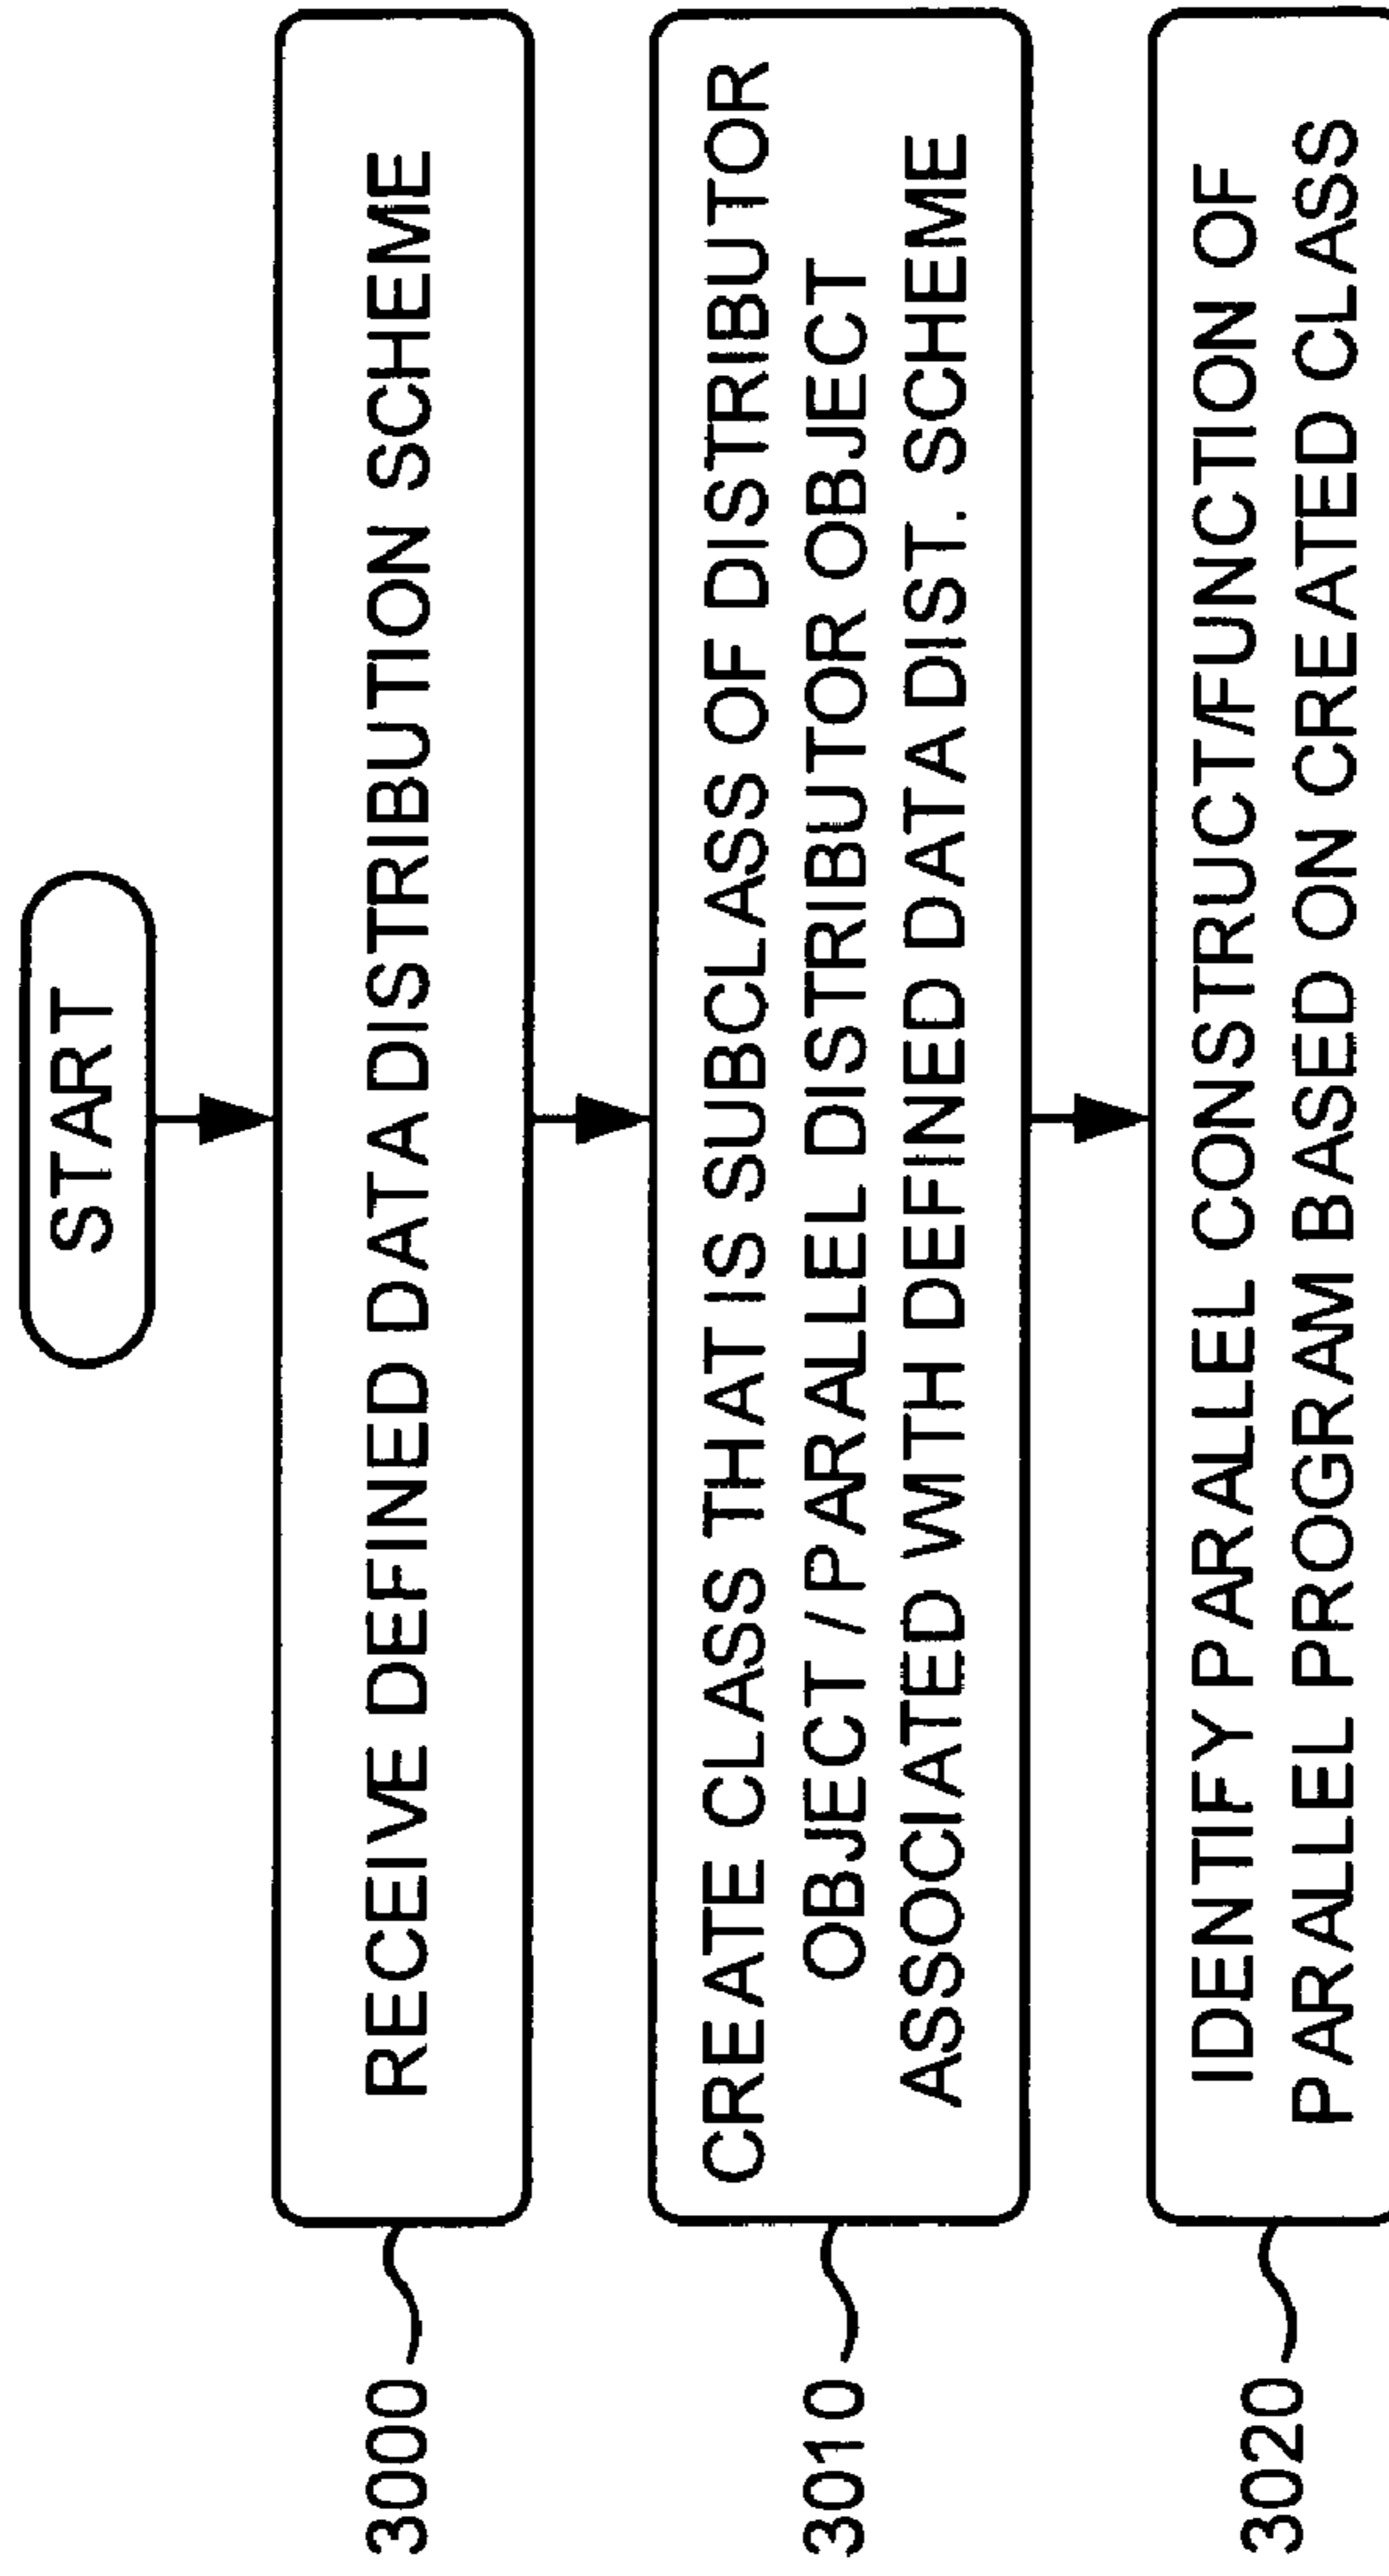 START
3000
RECEIVE DEFINED DATA DISTRIBUTION SCHEME
3010
CREATE CLASS THAT IS SUBCLASS OF DISTRIBUTOR
OBJECT / PARALLEL DISTRIBUTOR OBJECT
ASSOCIATED WITH DEFINED DATA DIST. SCHEME
3020
IDENTIFY PARALLEL CONSTRUCT/FUNCTION OF
PARALLEL PROGRAM BASED ON CREATED CLASS